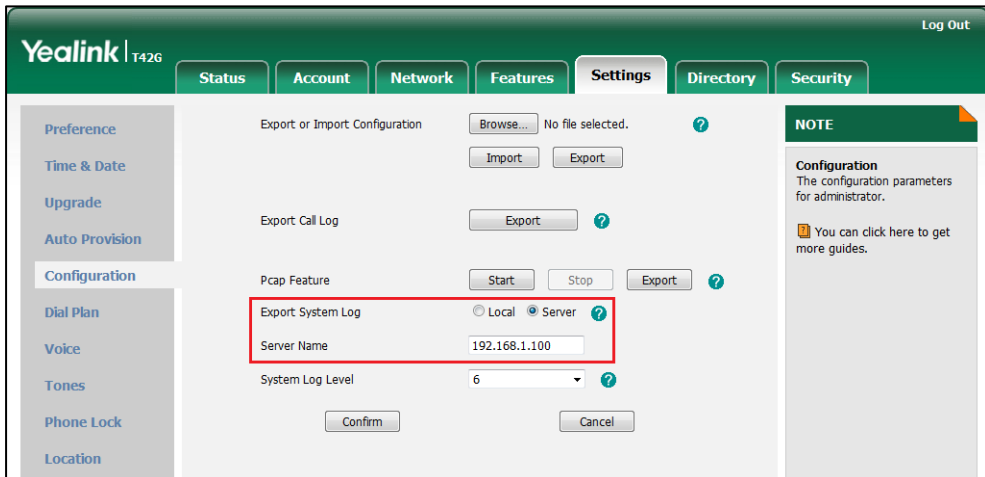 Log Out
Yealink T42G
Status Account Network Features Settings Directory Security
Preference
Time & Date
Upgrade
Auto Provision
Configuration
Dial Plan
Voice
Tones
Phone Lock
Location
Export or Import Configuration Browse... No file selected. ?
Import Export
Export Call Log Export ?
Pcap Feature Start Stop Export ?
Export System Log Local Server ?
Server Name 192.168.1.100
System Log Level 6 ?
Confirm Cancel
NOTE
Configuration
The configuration parameters
for administrator.
? You can click here to get
more guides.